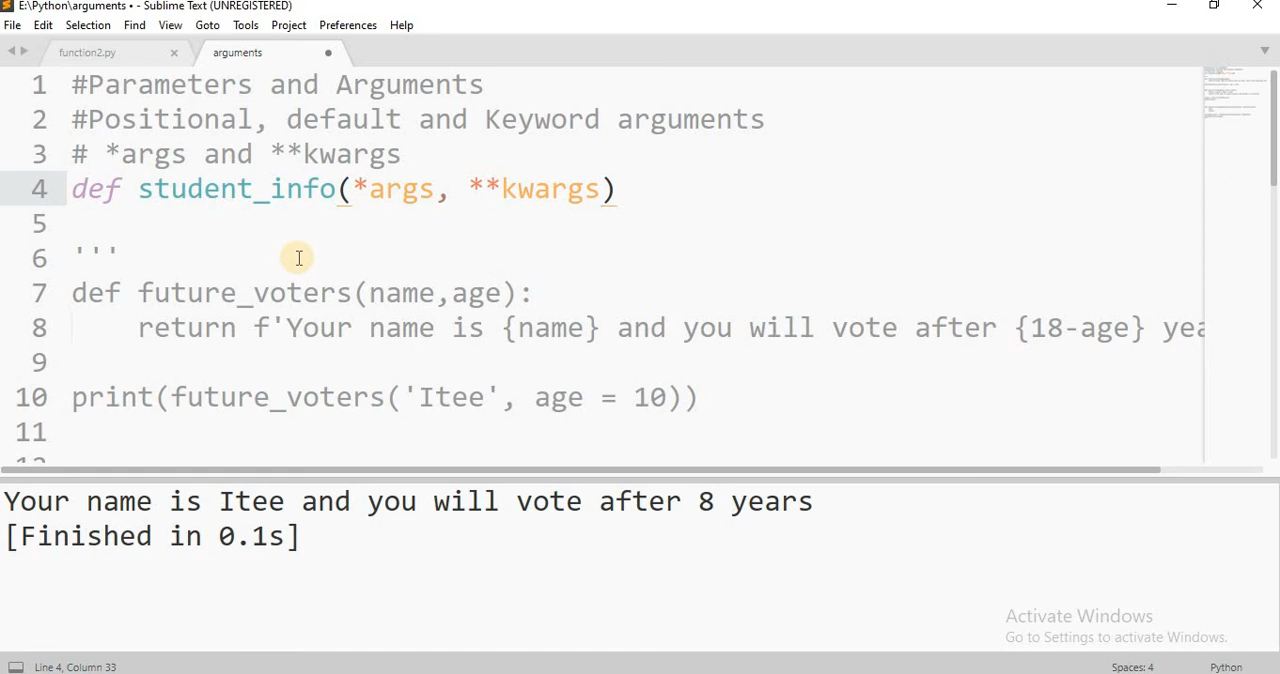 E:\Python\arguments • - Sublime Text (UNREGISTERED)
File Edit Selection Find View Goto Tools Project Preferences Help
function2.py arguments
1 #Parameters and Arguments
2 #Positional, default and Keyword arguments
3 # *args and **kwargs
4 def student_info(*args, **kwargs)
5
6 '''
7 def future_voters(name,age):
8 return f'Your name is {name} and you will vote after {18-age}
9
10 print(future_voters('Itee', age = 10))
11
Your name is Itee and you will vote after 8 years
[Finished in 0.1s]
Activate Windows
Go to Settings to activate Windows.
Line 4, Column 33 Spaces: 4 Python